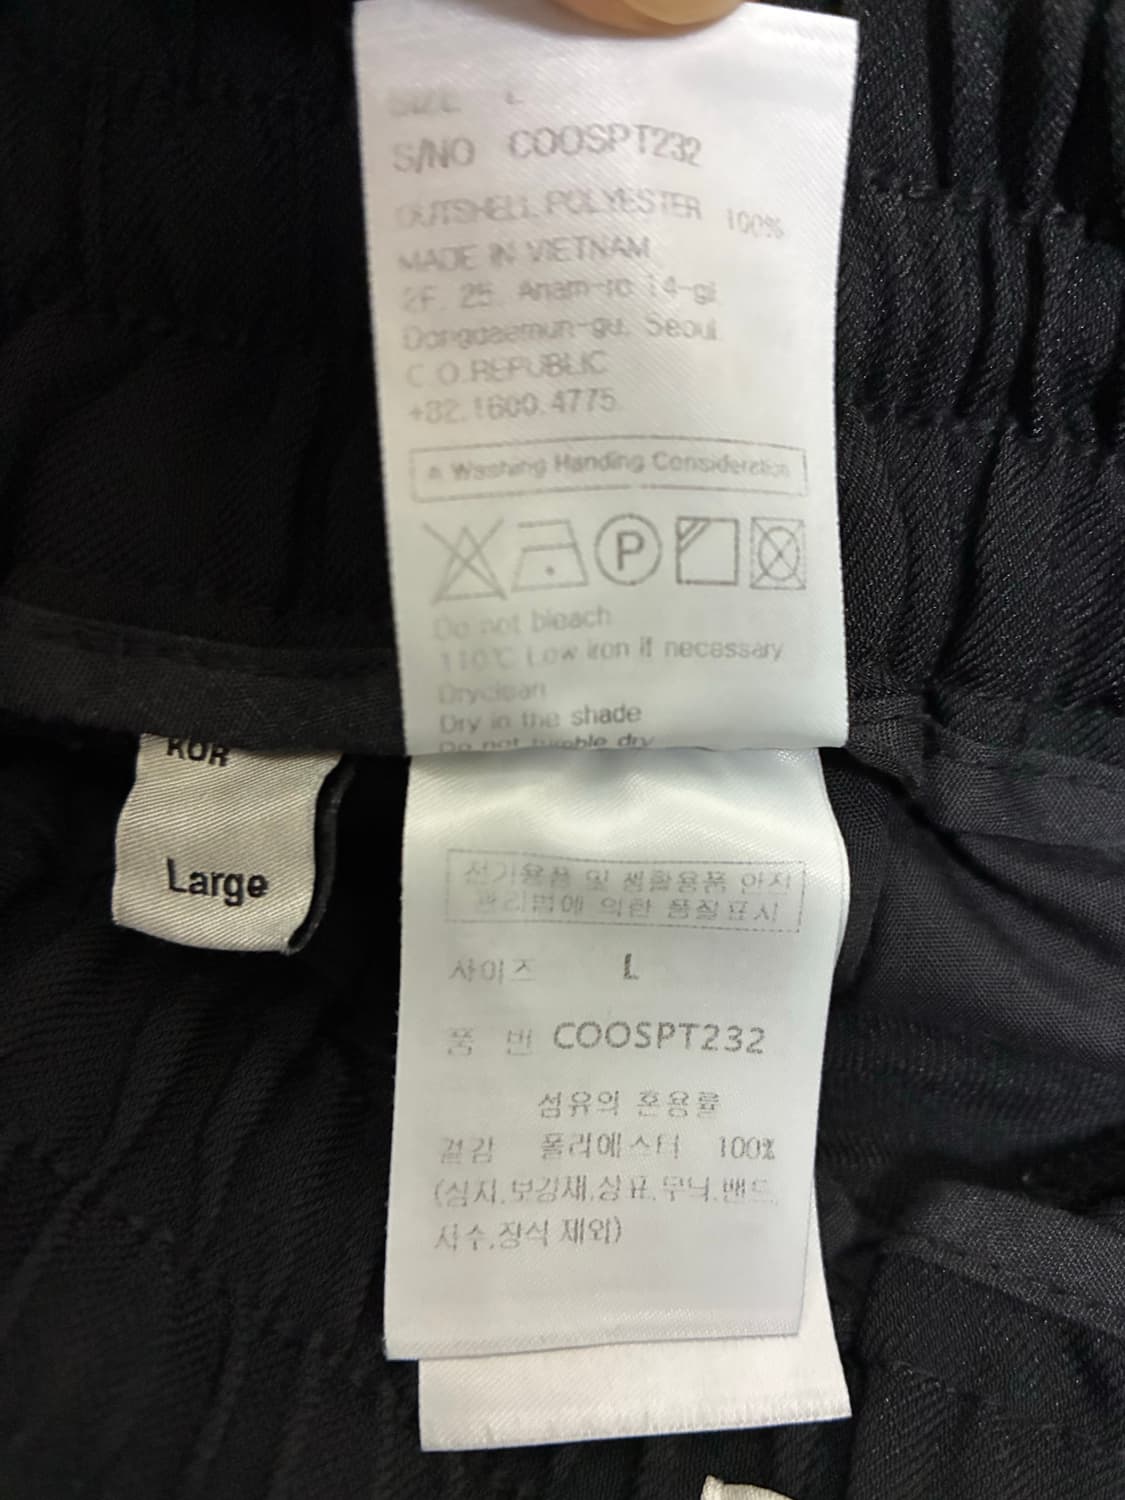 SIZE L
S/NO COOSPT232
OUTSHELL POLYESTER 100%
MADE IN VIETNAM
2F. 25. Anam-ro 14-gil
Dongdaemun-gu. Seoul.
C O.REPUBLIC
+82.1600.4775.
Washing Handing Consideration
P
Do not bleach
110℃ Low iron if necessary
Dryclean
Dry in the shade
Do not tumble dry
KOR
Large
전기용품 및 생활용품 안전
관리법에 의한 품질표시
사이즈 L
품 번 COOSPT232
섬유의 혼용률
겉감 폴리에스터 100%
(심지.보강재.상표.무늬.밴드.
자수.장식 제외)